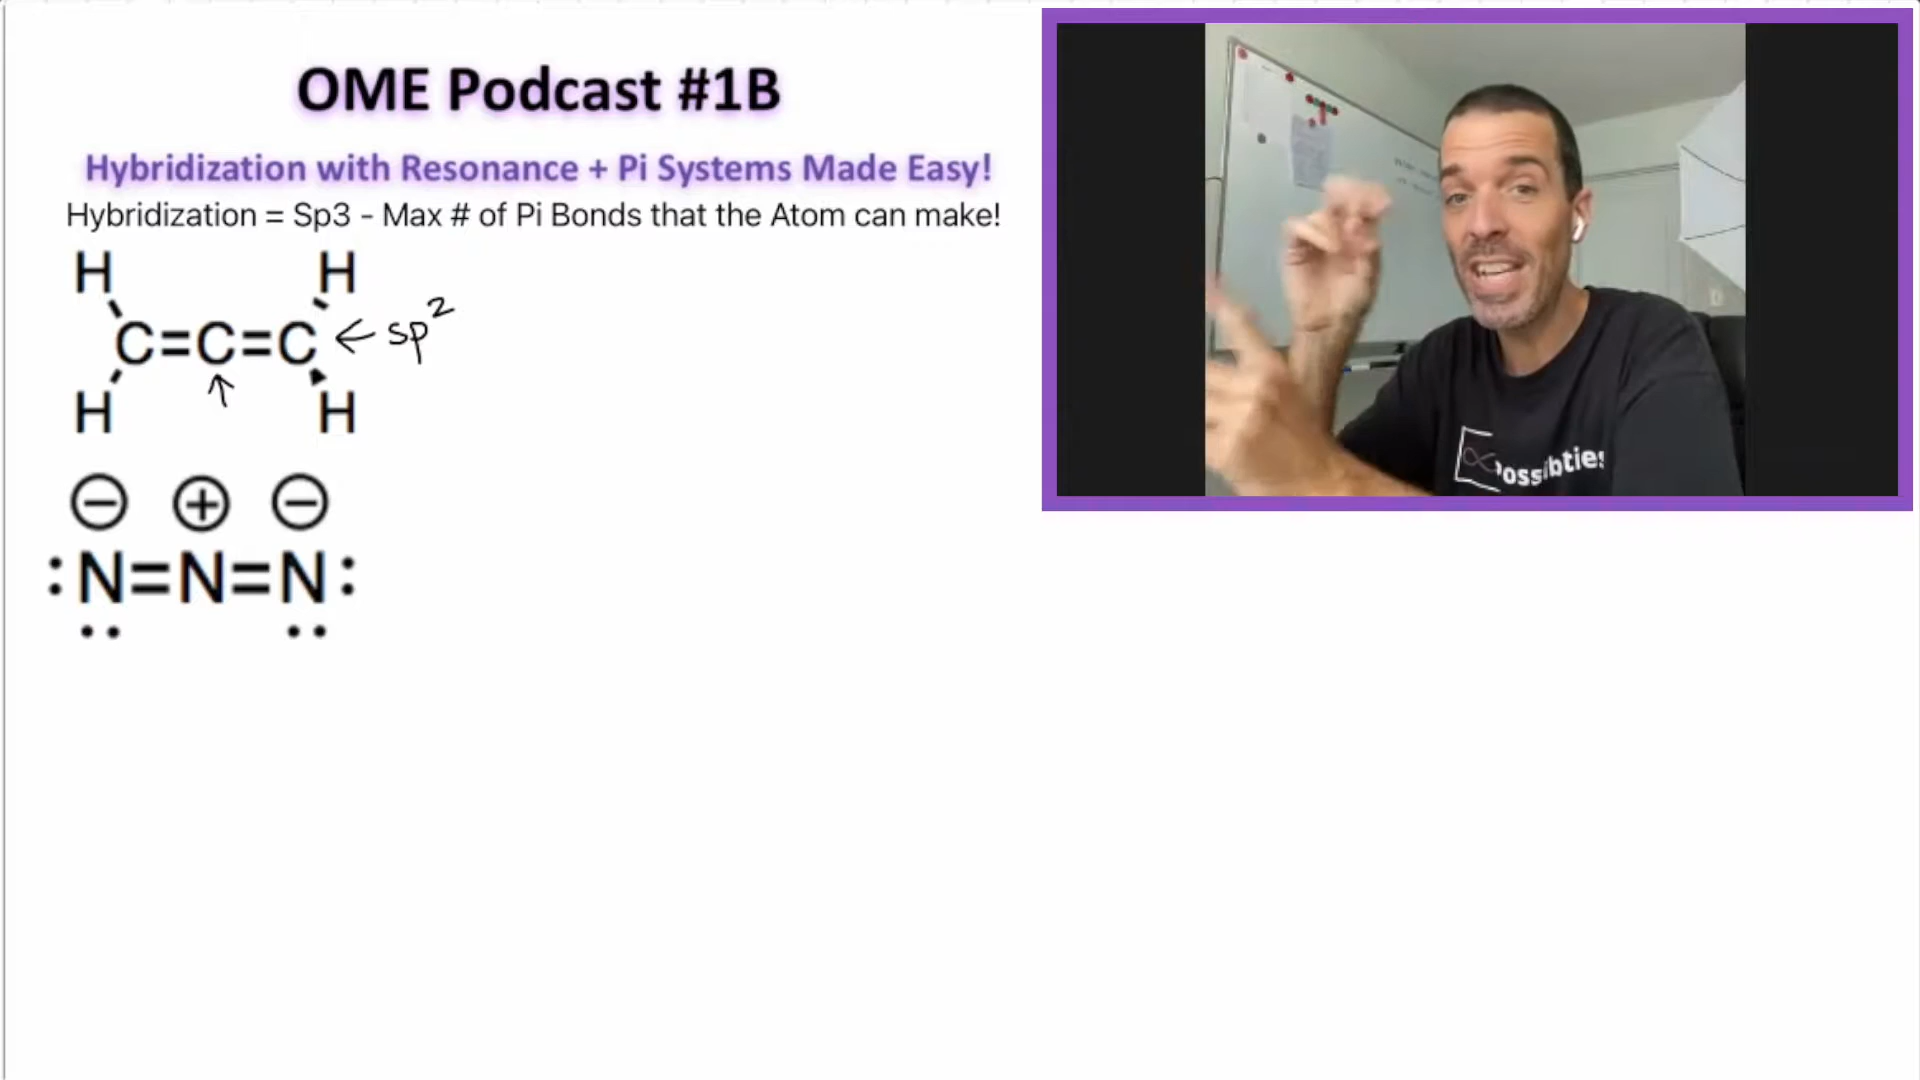 OME Podcast #1B
Hybridization with Resonance + Pi Systems Made Easy!
Hybridization = Sp3 - Max # of Pi Bonds that the Atom can make!
H H
C=C=C ← sp²
↑
H H
⊖ ⊕ ⊖
:N=N=N:
.. ..